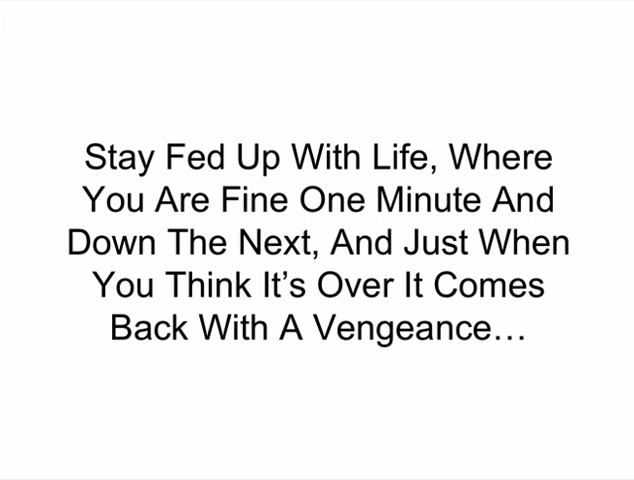 Stay Fed Up With Life, Where
You Are Fine One Minute And
Down The Next, And Just When
You Think It’s Over It Comes
Back With A Vengeance…